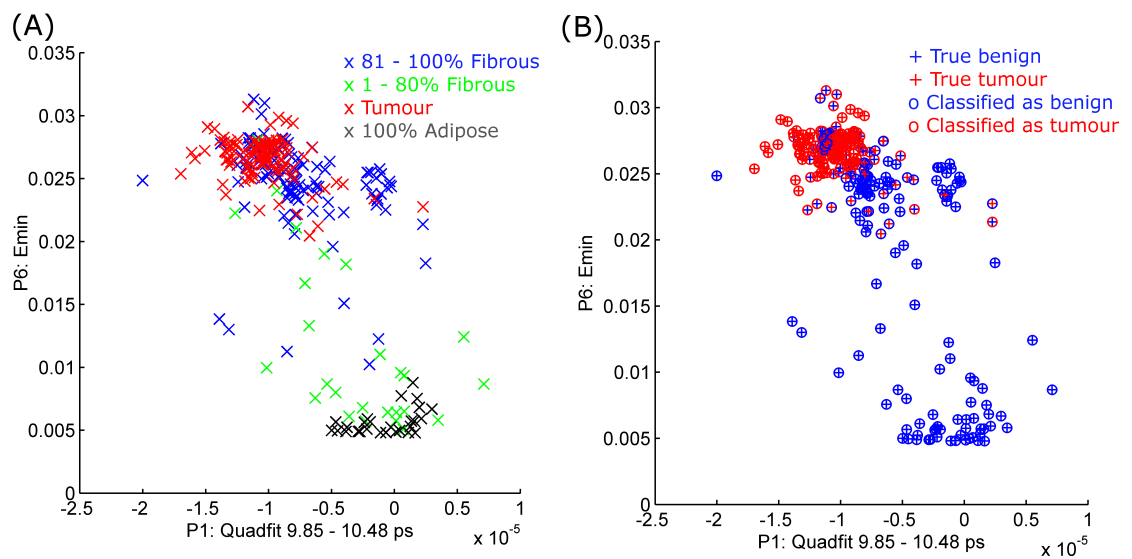 (A)
x 81 - 100% Fibrous
x 1 - 80% Fibrous
x Tumour
x 100% Adipose
P6: Emin
0.035
0.03
0.025
0.02
0.015
0.01
0.005
0
-2.5 -2 -1.5 -1 -0.5 0 0.5 1
P1: Quadfit 9.85 - 10.48 ps
x 10^-5
(B)
+ True benign
+ True tumour
o Classified as benign
o Classified as tumour
P6: Emin
0.035
0.03
0.025
0.02
0.015
0.01
0.005
0
-2.5 -2 -1.5 -1 -0.5 0 0.5 1
P1: Quadfit 9.85 - 10.48 ps
x 10^-5